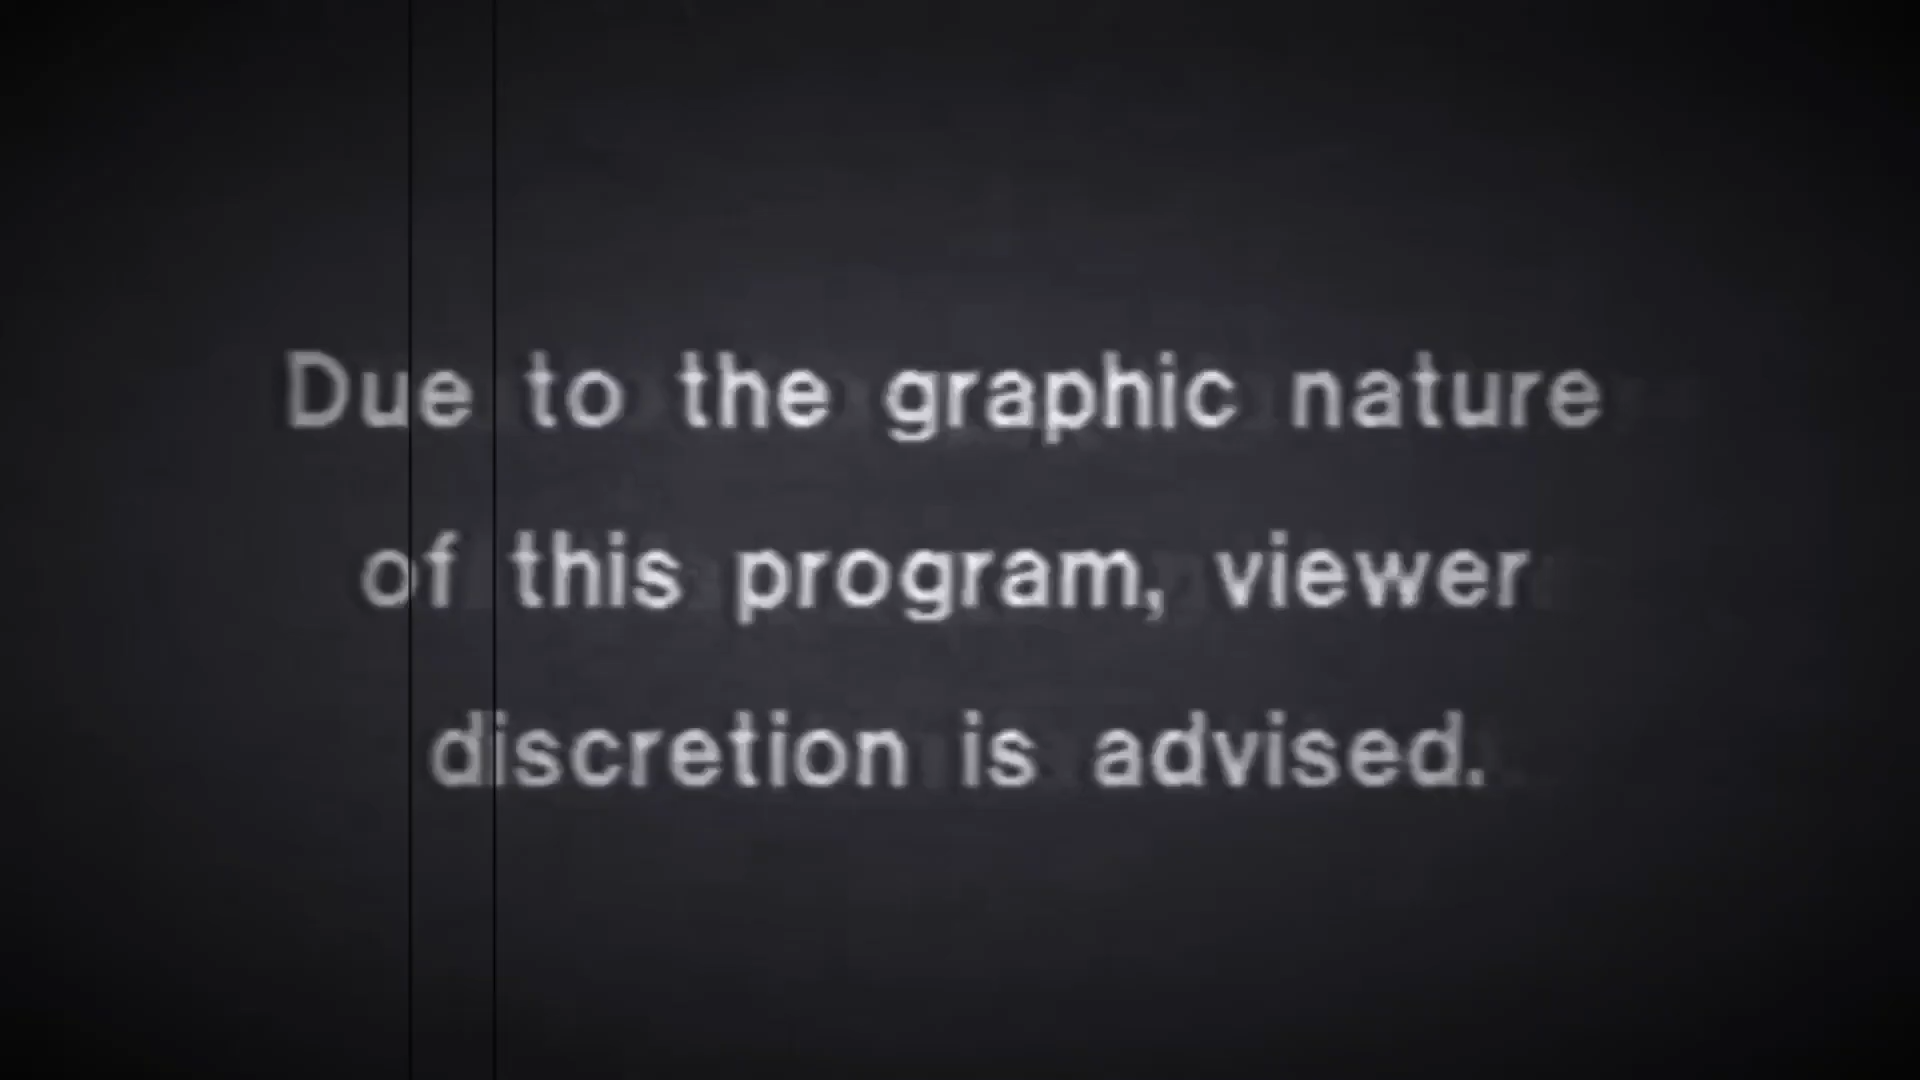 Due to the graphic nature
of this program, viewer
discretion is advised.